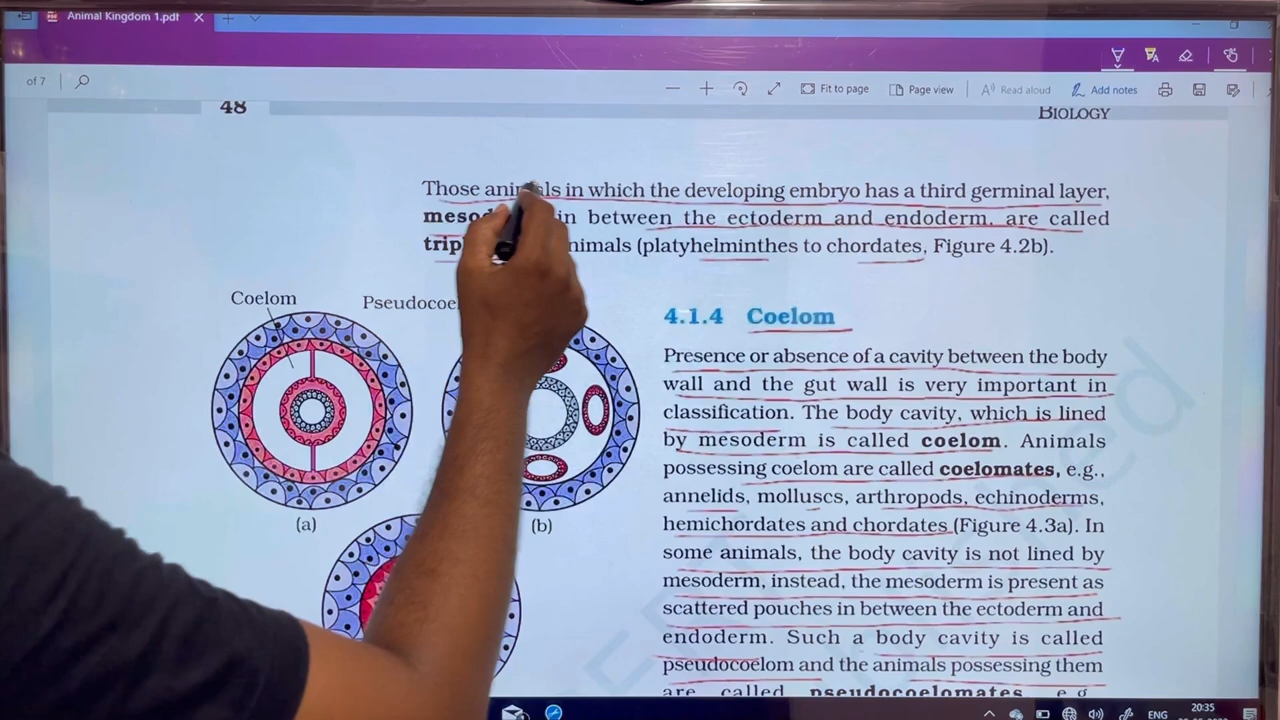 Animal Kingdom 1.pdf
of 7
Fit to page
Page view
Read aloud
Add notes
48
BIOLOGY
Those animals in which the developing embryo has a third germinal layer,
in between the ectoderm and endoderm, are called
(platyhelminthes to chordates, Figure 4.2b).
Coelom
4.1.4 Coelom
Presence or absence of a cavity between the body
wall and the gut wall is very important in
classification. The body cavity, which is lined
by mesoderm is called coelom. Animals
possessing coelom are called coelomates, e.g.,
annelids, molluscs, arthropods, echinoderms,
hemichordates and chordates (Figure 4.3a). In
some animals, the body cavity is not lined by
mesoderm, instead, the mesoderm is present as
scattered pouches in between the ectoderm and
endoderm. Such a body cavity is called
pseudocoelom and the animals possessing them
are called pseudocoelomates, e.g.
(a)
(b)
ENG
20:35